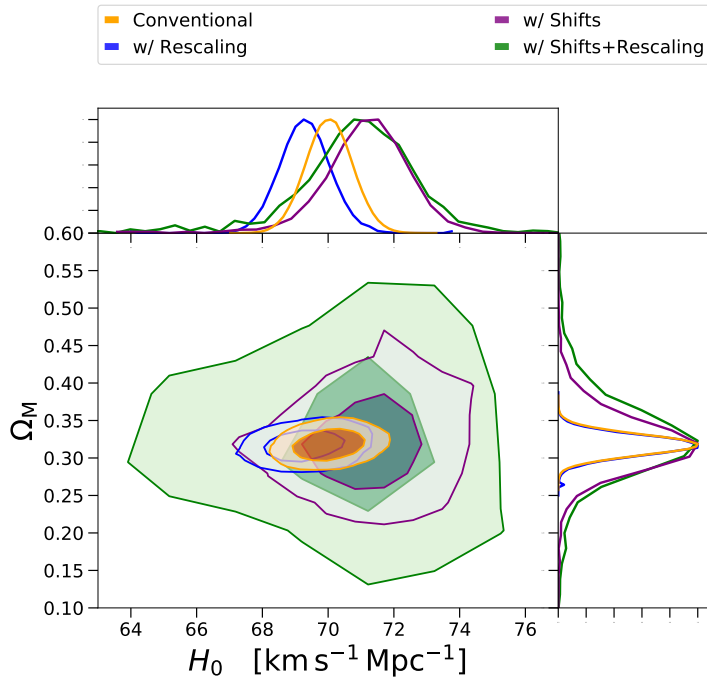 Conventional
w/ Rescaling
w/ Shifts
w/ Shifts+Rescaling
0.60
0.55
0.50
0.45
0.40
0.35
0.30
0.25
0.20
0.15
0.10
Ω_M
64 66 68 70 72 74 76
H₀ [km s⁻¹ Mpc⁻¹]